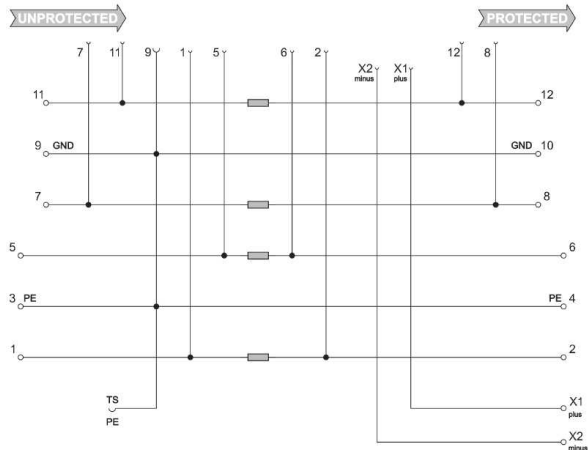 UNPROTECTED
PROTECTED
7 11 9 1 5 6 2 X2 minus X1 plus 12 8
11 12
9 GND GND 10
7 8
5 6
3 PE PE 4
1 2
TS
PE
X1
plus
X2
minus